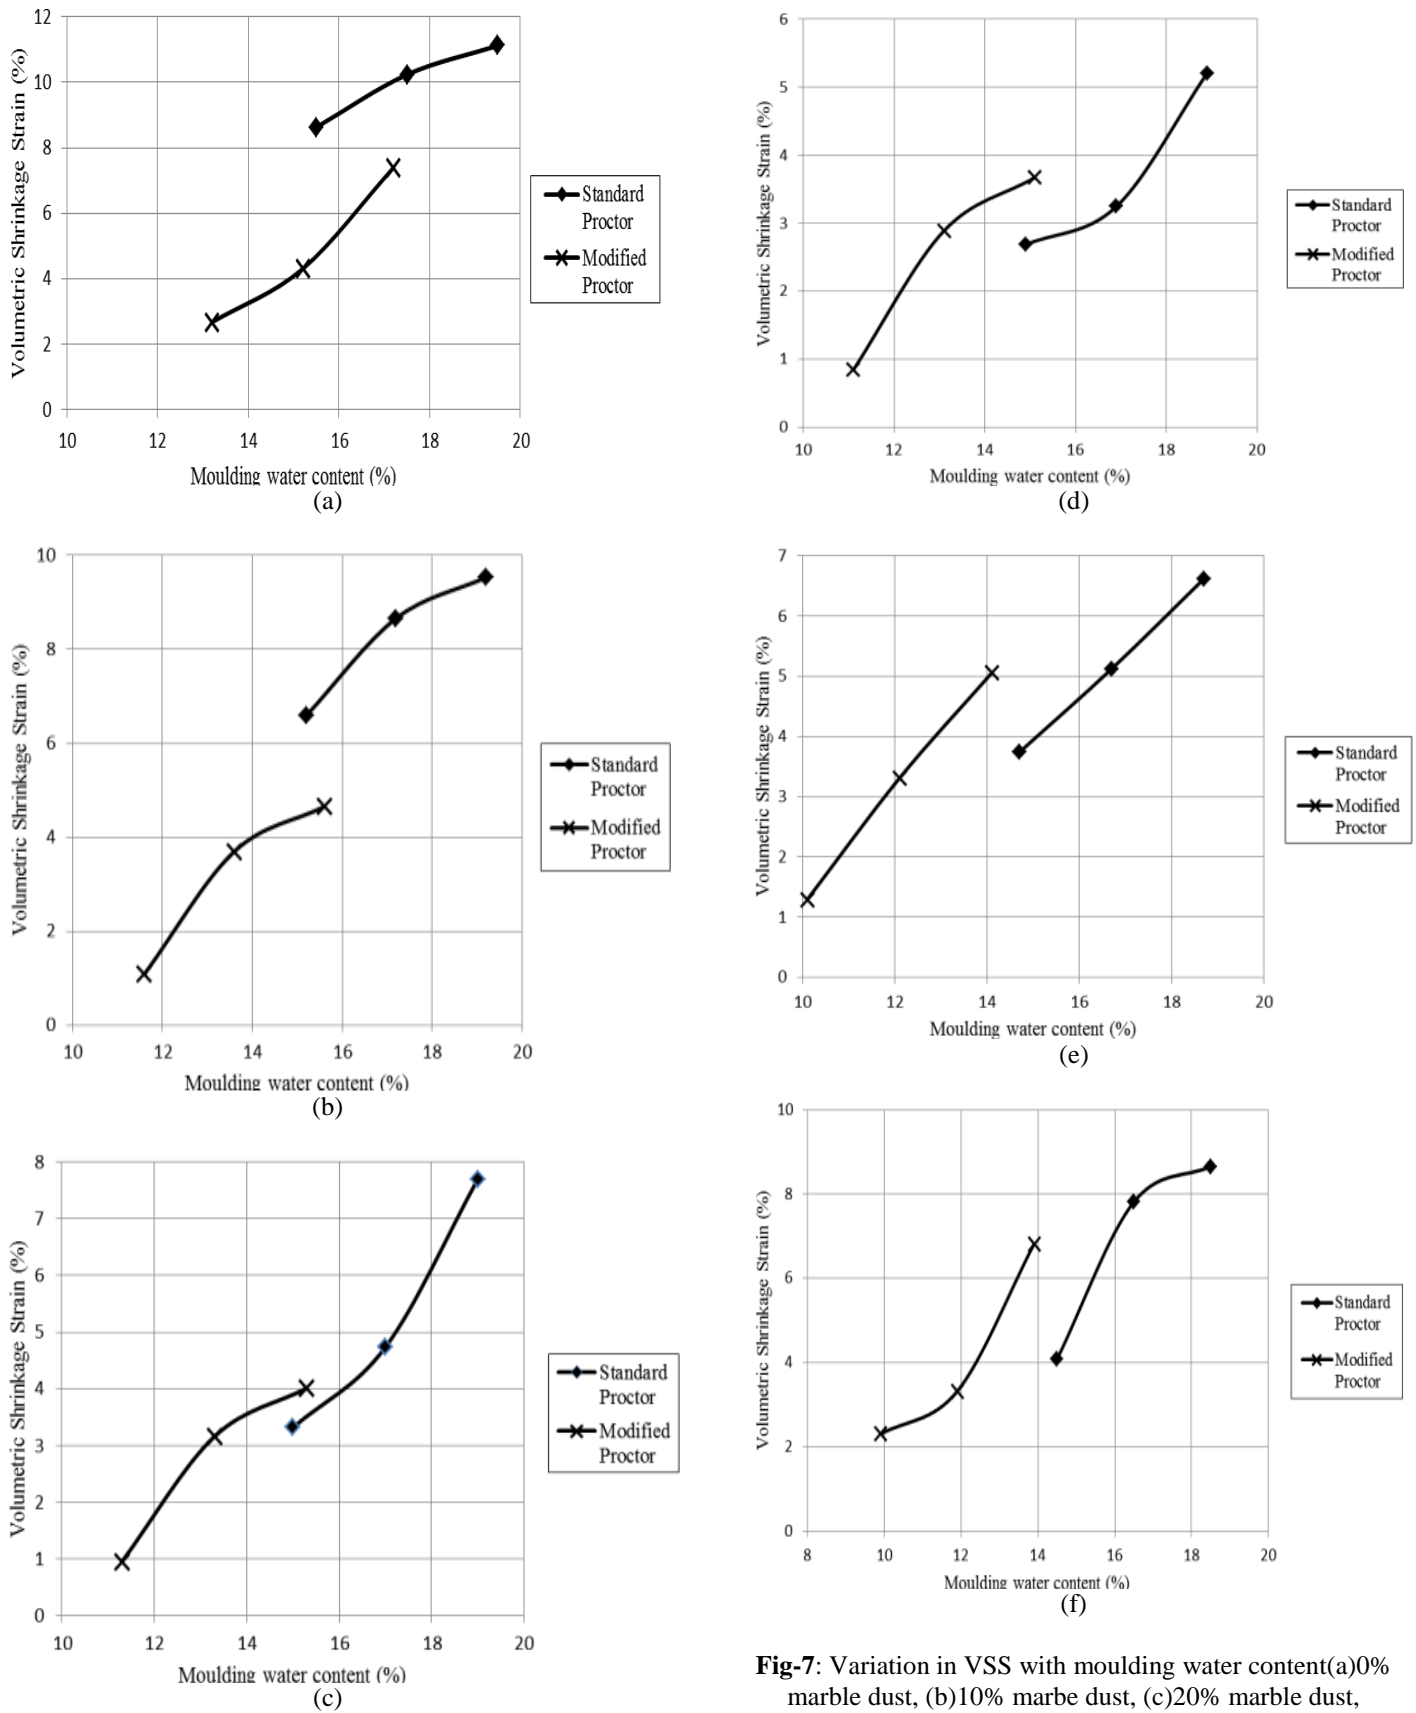 Volumetric Shrinkage Strain (%)
12
10
8
6
4
2
0
10 12 14 16 18 20
Moulding water content (%)
Standard
Proctor
Modified
Proctor
(a)
Volumetric Shrinkage Strain (%)
10
8
6
4
2
0
10 12 14 16 18 20
Moulding water content (%)
Standard
Proctor
Modified
Proctor
(b)
Volumetric Shrinkage Strain (%)
8
7
6
5
4
3
2
1
0
10 12 14 16 18 20
Moulding water content (%)
Standard
Proctor
Modified
Proctor
(c)
Volumetric Shrinkage Strain (%)
6
5
4
3
2
1
0
10 12 14 16 18 20
Moulding water content (%)
Standard
Proctor
Modified
Proctor
(d)
Volumetric Shrinkage Strain (%)
7
6
5
4
3
2
1
0
10 12 14 16 18 20
Moulding water content (%)
Standard
Proctor
Modified
Proctor
(e)
Volumetric Shrinkage Strain (%)
10
8
6
4
2
0
8 10 12 14 16 18 20
Moulding water content (%)
Standard
Proctor
Modified
Proctor
(f)
Fig-7: Variation in VSS with moulding water content(a)0%
marble dust, (b)10% marbe dust, (c)20% marble dust,